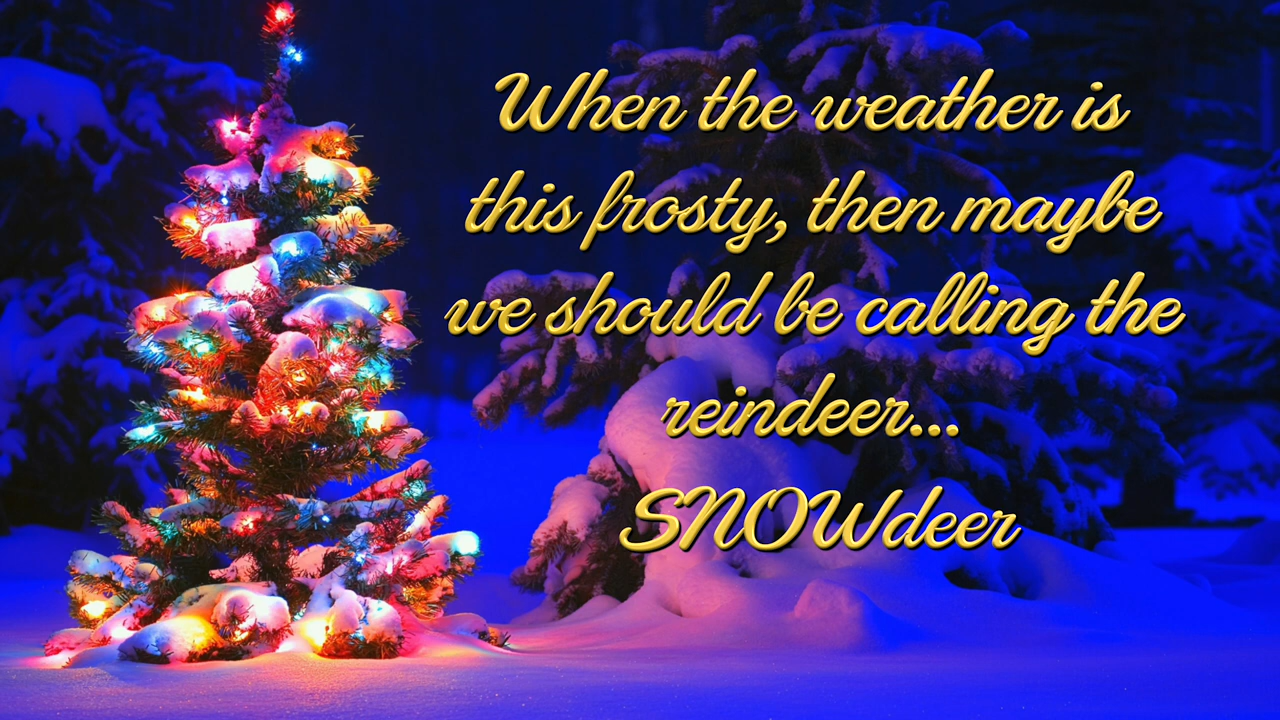 When the weather is
this frosty, then maybe
we should be calling the
reindeer...
SNOWdeer